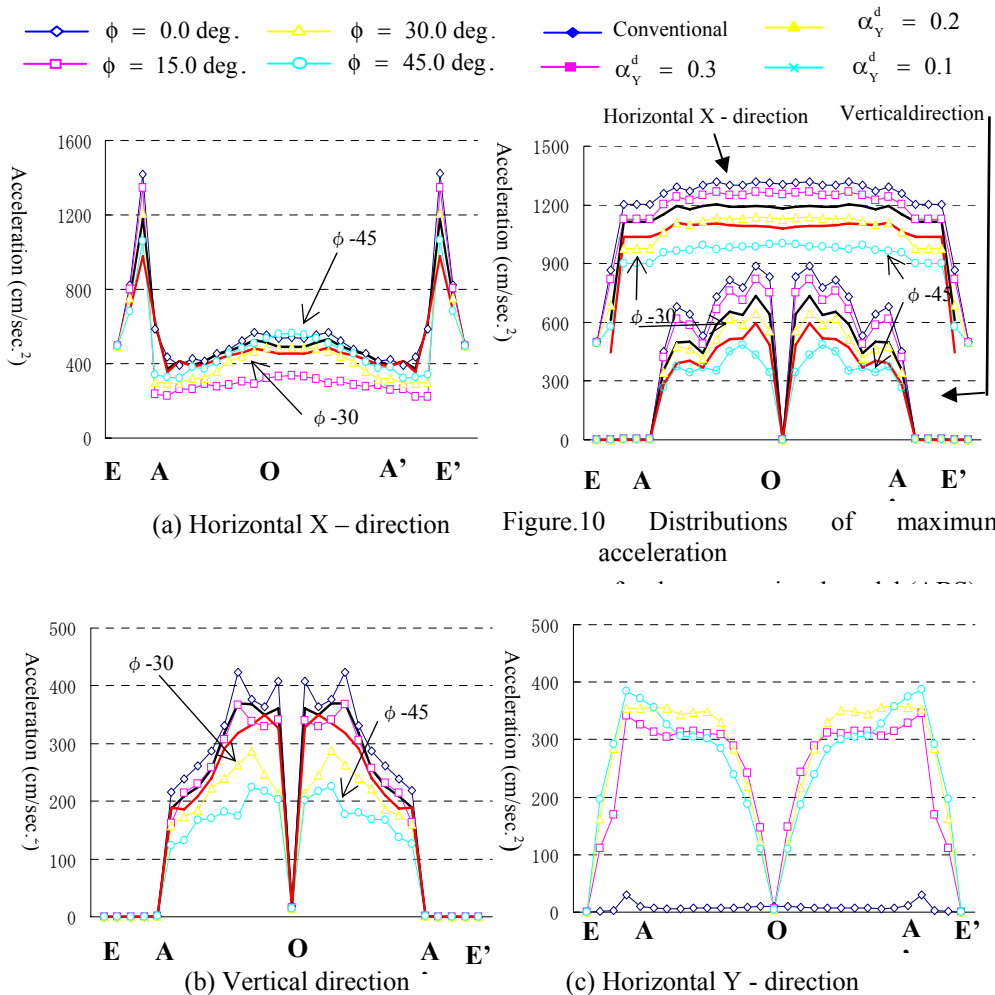 ϕ = 0.0 deg. ϕ = 30.0 deg.
ϕ = 15.0 deg. ϕ = 45.0 deg.
Conventional α_Y^d = 0.2
α_Y^d = 0.3 α_Y^d = 0.1
Acceleration (cm/sec.²)
1600
1200
800
400
0
ϕ -45
ϕ -30
E A O A' E'
(a) Horizontal X – direction
Horizontal X - direction
Verticaldirection
Acceleration (cm/sec.²)
1500
1200
900
600
300
0
ϕ -30
ϕ -45
E A O A E'
Figure.10 Distributions of maximum
acceleration
Acceleration (cm/sec.²)
500
400
300
200
100
0
ϕ -30
ϕ -45
E A O A E'
(b) Vertical direction
Acceleration (cm/sec.²)
500
400
300
200
100
0
E A O A E'
(c) Horizontal Y - direction